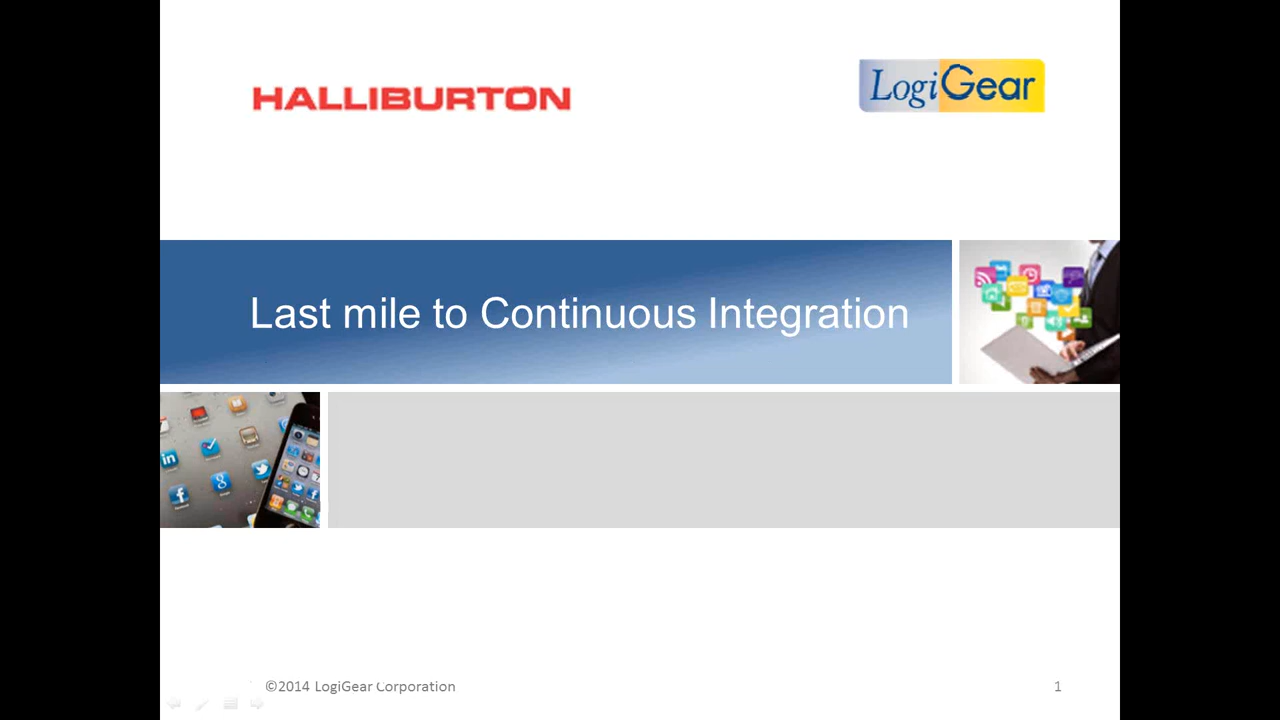 HALLIBURTON
LogiGear
Last mile to Continuous Integration
©2014 LogiGear Corporation
1